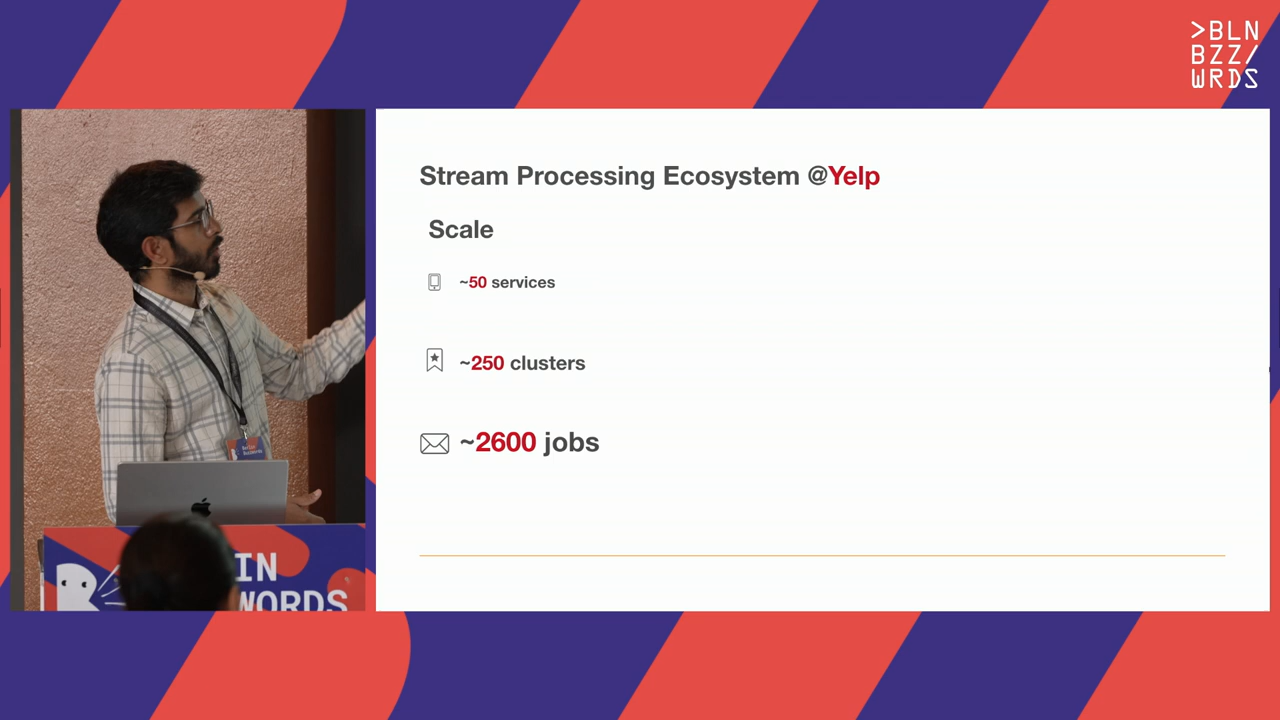 >BLN
BZZ/
WRDS
Stream Processing Ecosystem @Yelp
Scale
~50 services
~250 clusters
~2600 jobs
IN
WORDS